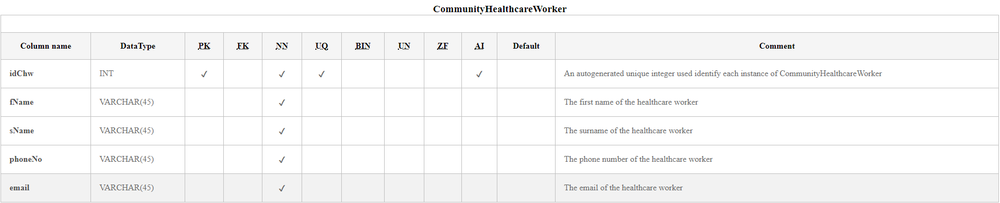 CommunityHealthcareWorker
Column name DataType PK FK NN UQ BIN UN ZF AI Default Comment
idChw INT ✓ ✓ ✓ ✓ An autogenerated unique integer used identify each instance of CommunityHealthcareWorker
fName VARCHAR(45) ✓ The first name of the healthcare worker
sName VARCHAR(45) ✓ The surname of the healthcare worker
phoneNo VARCHAR(45) ✓ The phone number of the healthcare worker
email VARCHAR(45) ✓ The email of the healthcare worker